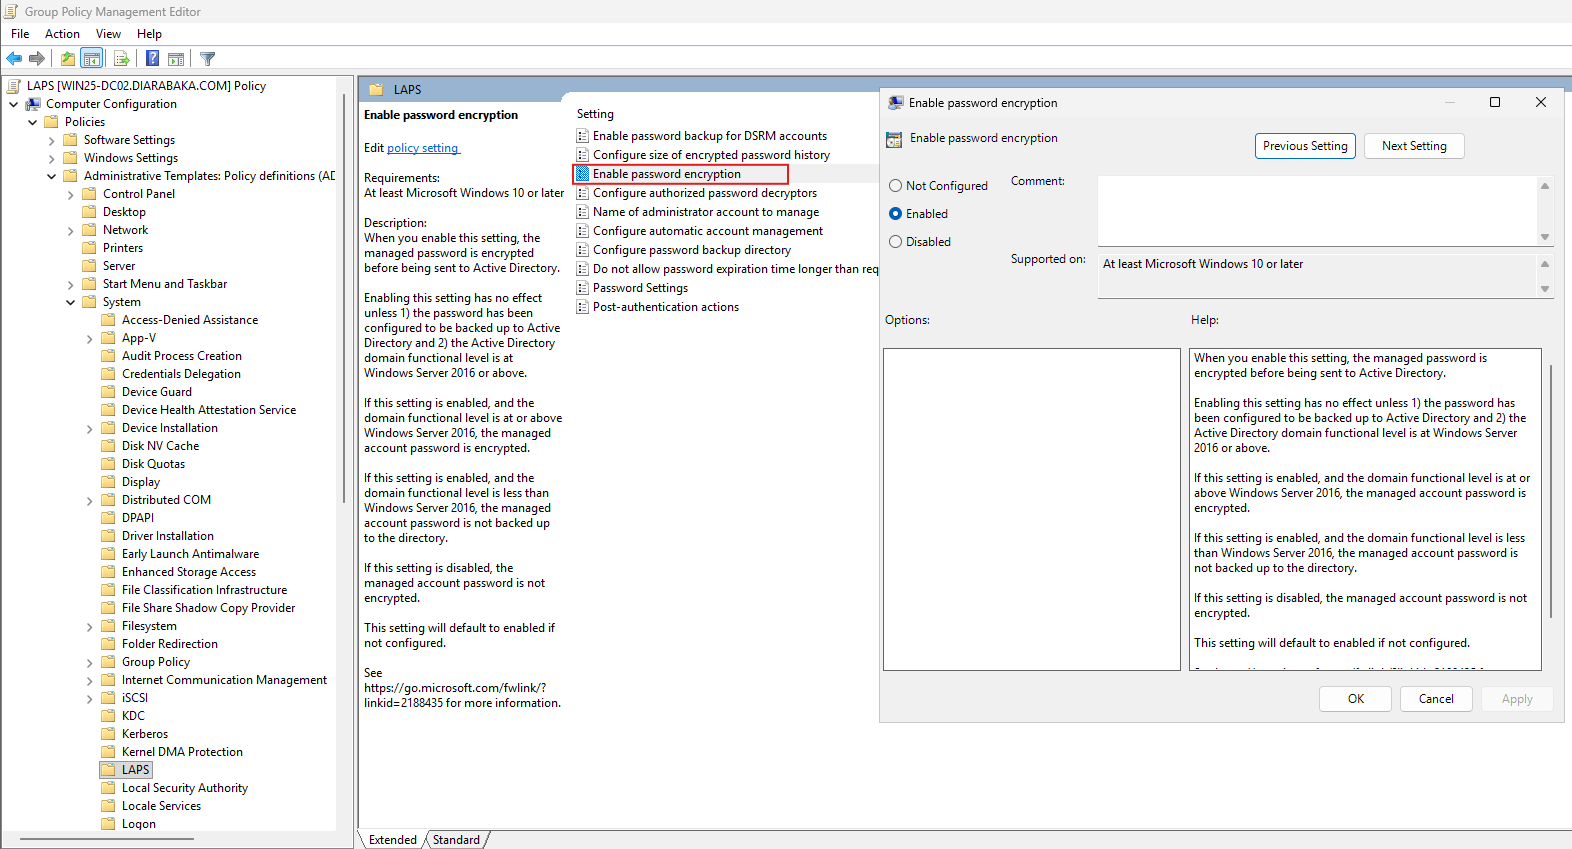 Group Policy Management Editor
File Action View Help
LAPS [WIN25-DC02.DIARABAKA.COM] Policy
Computer Configuration
Policies
Software Settings
Windows Settings
Administrative Templates: Policy definitions (AD
Control Panel
Desktop
Network
Printers
Server
Start Menu and Taskbar
System
Access-Denied Assistance
App-V
Audit Process Creation
Credentials Delegation
Device Guard
Device Health Attestation Service
Device Installation
Disk NV Cache
Disk Quotas
Display
Distributed COM
DPAPI
Driver Installation
Early Launch Antimalware
Enhanced Storage Access
File Classification Infrastructure
File Share Shadow Copy Provider
Filesystem
Folder Redirection
Group Policy
Internet Communication Management
iSCSI
KDC
Kerberos
Kernel DMA Protection
LAPS
Local Security Authority
Locale Services
Logon
LAPS
Enable password encryption
Edit policy setting
Requirements:
At least Microsoft Windows 10 or later
Description:
When you enable this setting, the
managed password is encrypted
before being sent to Active Directory.
Enabling this setting has no effect
unless 1) the password has been
configured to be backed up to Active
Directory and 2) the Active Directory
domain functional level is at
Windows Server 2016 or above.
If this setting is enabled, and the
domain functional level is at or above
Windows Server 2016, the managed
account password is encrypted.
If this setting is enabled, and the
domain functional level is less than
Windows Server 2016, the managed
account password is not backed up
to the directory.
If this setting is disabled, the
managed account password is not
encrypted.
This setting will default to enabled if
not configured.
See
https://go.microsoft.com/fwlink/?
linkid=2188435 for more information.
Setting
Enable password backup for DSRM accounts
Configure size of encrypted password history
Enable password encryption
Configure authorized password decryptors
Name of administrator account to manage
Configure automatic account management
Configure password backup directory
Do not allow password expiration time longer than req
Password Settings
Post-authentication actions
Extended Standard
Enable password encryption
Enable password encryption
Previous Setting Next Setting
Not Configured
Enabled
Disabled
Comment:
Supported on:
At least Microsoft Windows 10 or later
Options:
Help:
When you enable this setting, the managed password is
encrypted before being sent to Active Directory.
Enabling this setting has no effect unless 1) the password has
been configured to be backed up to Active Directory and 2) the
Active Directory domain functional level is at Windows Server
2016 or above.
If this setting is enabled, and the domain functional level is at or
above Windows Server 2016, the managed account password is
encrypted.
If this setting is enabled, and the domain functional level is less
than Windows Server 2016, the managed account password is
not backed up to the directory.
If this setting is disabled, the managed account password is not
encrypted.
This setting will default to enabled if not configured.
OK Cancel Apply